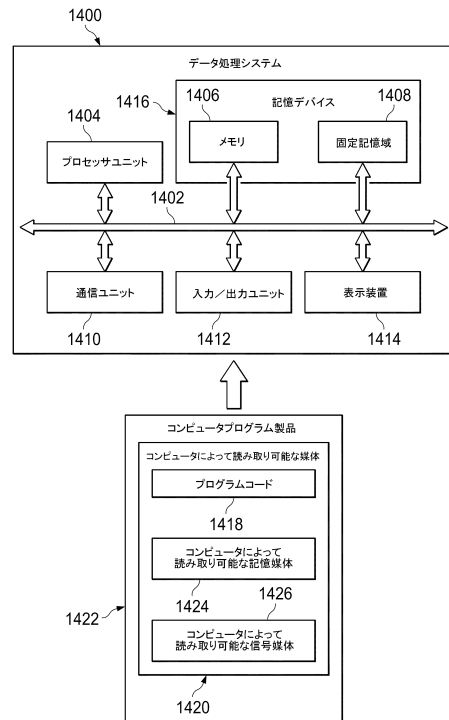 1400
データ処理システム
1416
記憶デバイス
1404
1406
1408
プロセッサユニット
メモリ
固定記憶域
1402
通信ユニット
入力／出力ユニット
表示装置
1410
1412
1414
コンピュータプログラム製品
コンピュータによって読み取り可能な媒体
プログラムコード
1418
コンピュータによって
読み取り可能な記憶媒体
1424
1426
1422
コンピュータによって
読み取り可能な信号媒体
1420